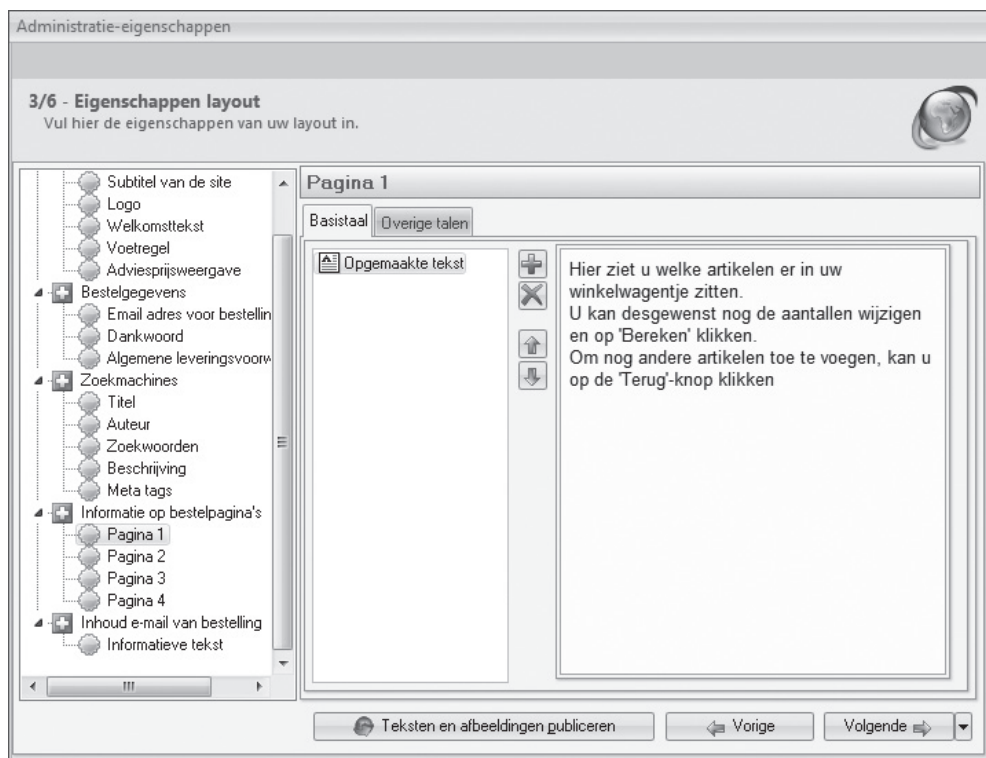 Administratie-eigenschappen
3/6 - Eigenschappen layout
Vul hier de eigenschappen van uw layout in.
Subtitel van de site
Logo
Welkomsttekst
Voetregel
Adviesprijsweergave
Bestelgegevens
Email adres voor bestellin
Dankwoord
Algemene leveringsvoorw
Zoekmachines
Titel
Auteur
Zoekwoorden
Beschrijving
Meta tags
Informatie op bestelpagina's
Pagina 1
Pagina 2
Pagina 3
Pagina 4
Inhoud e-mail van bestelling
Informatieve tekst
Pagina 1
Basistaal
Overige talen
Opgemaakte tekst
Hier ziet u welke artikelen er in uw
winkelwagentje zitten.
U kan desgewenst nog de aantallen wijzigen
en op 'Bereken' klikken.
Om nog andere artikelen toe te voegen, kan u
op de 'Terug'-knop klikken
Teksten en afbeeldingen publiceren
Vorige
Volgende